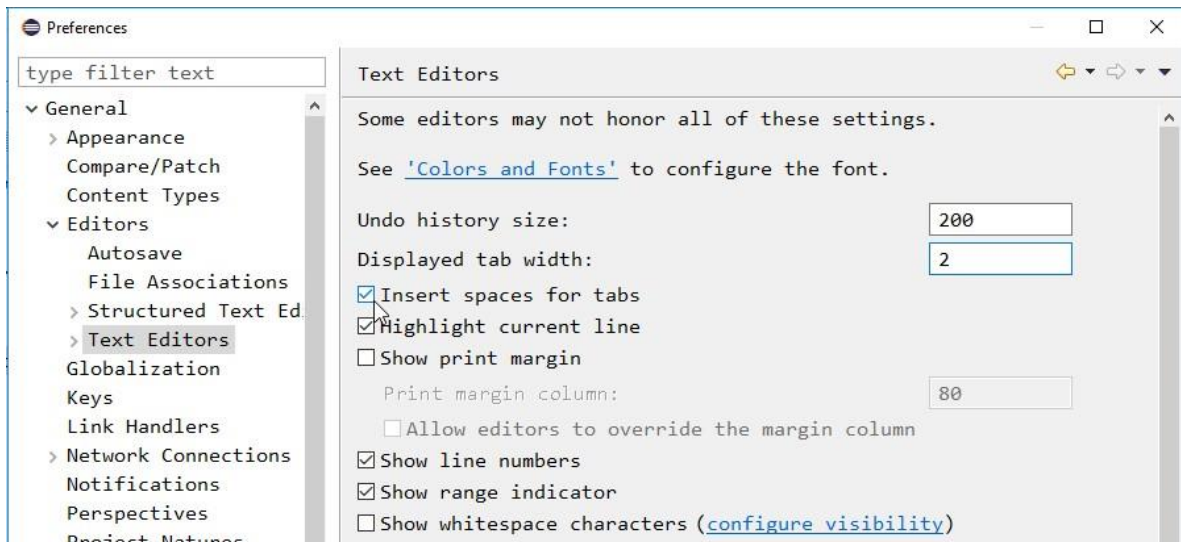 Preferences
type filter text
General
Appearance
Compare/Patch
Content Types
Editors
Autosave
File Associations
Structured Text Ed
Text Editors
Globalization
Keys
Link Handlers
Network Connections
Notifications
Perspectives
Project Natures
Text Editors
Some editors may not honor all of these settings.
See 'Colors and Fonts' to configure the font.
Undo history size: 200
Displayed tab width: 2
Insert spaces for tabs
Highlight current line
Show print margin
Print margin column: 80
Allow editors to override the margin column
Show line numbers
Show range indicator
Show whitespace characters (configure visibility)